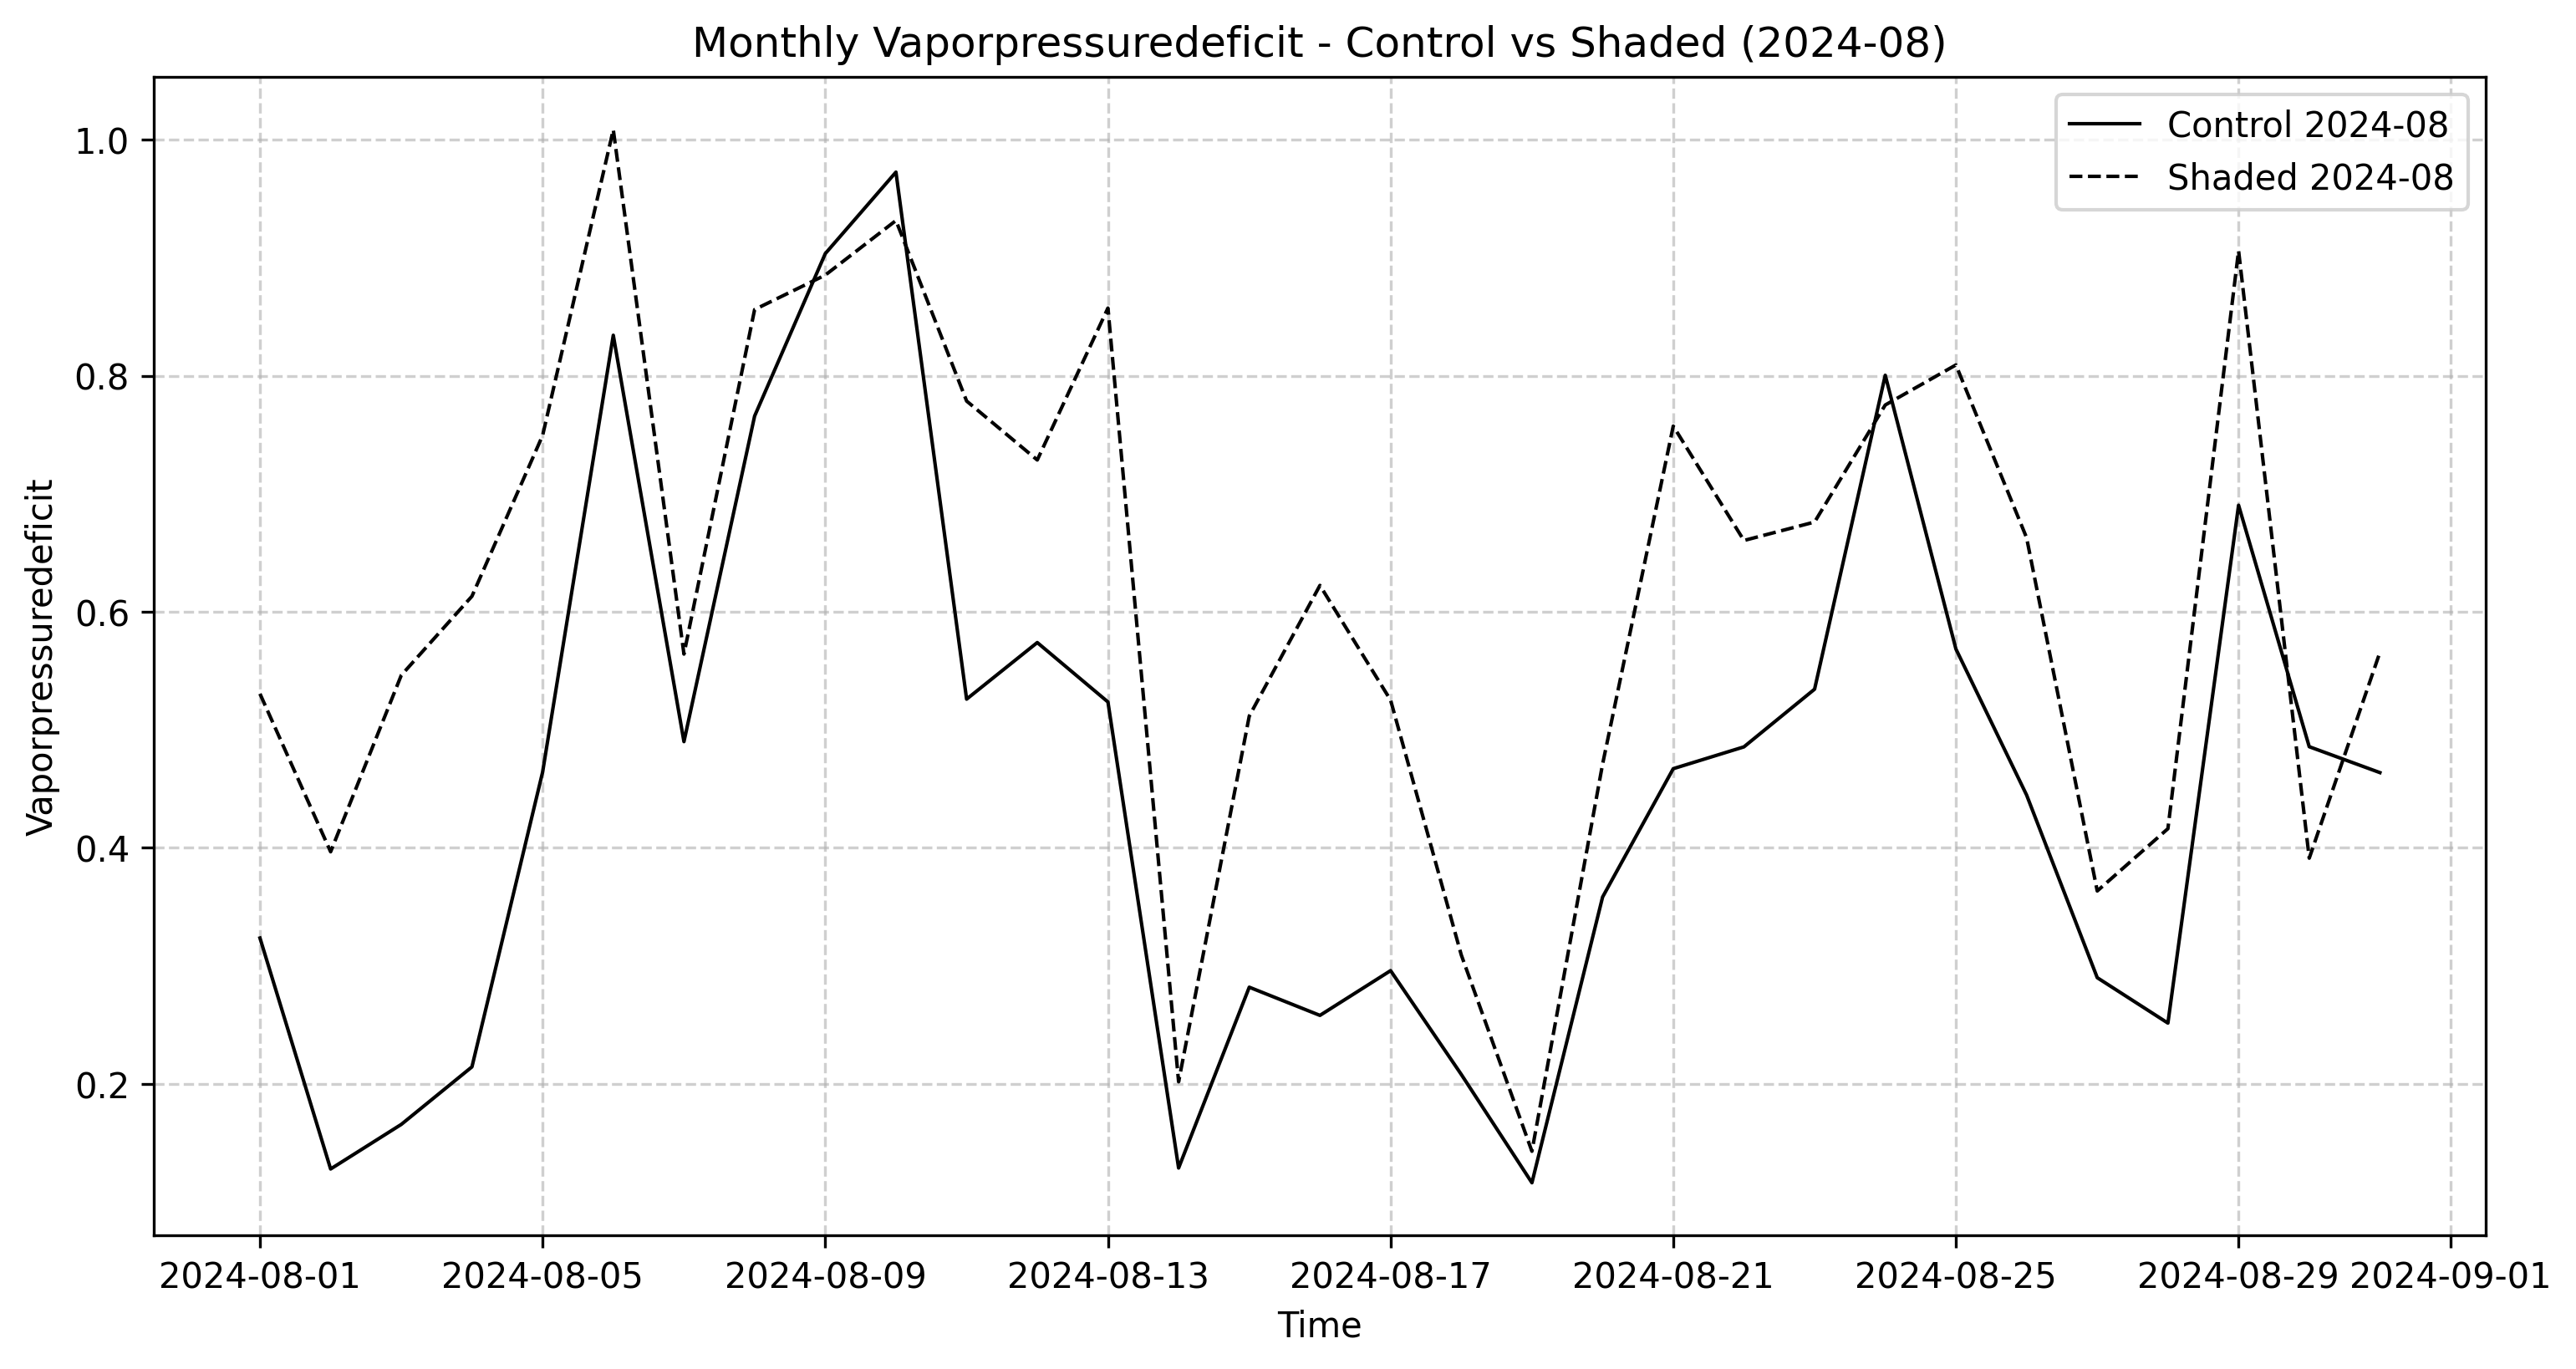 Monthly Vaporpressuredeficit - Control vs Shaded (2024-08)
Control 2024-08
Shaded 2024-08
1.0
0.8
0.6
0.4
0.2
Vaporpressuredeficit
2024-08-01 2024-08-05 2024-08-09 2024-08-13 2024-08-17 2024-08-21 2024-08-25 2024-08-29 2024-09-01
Time